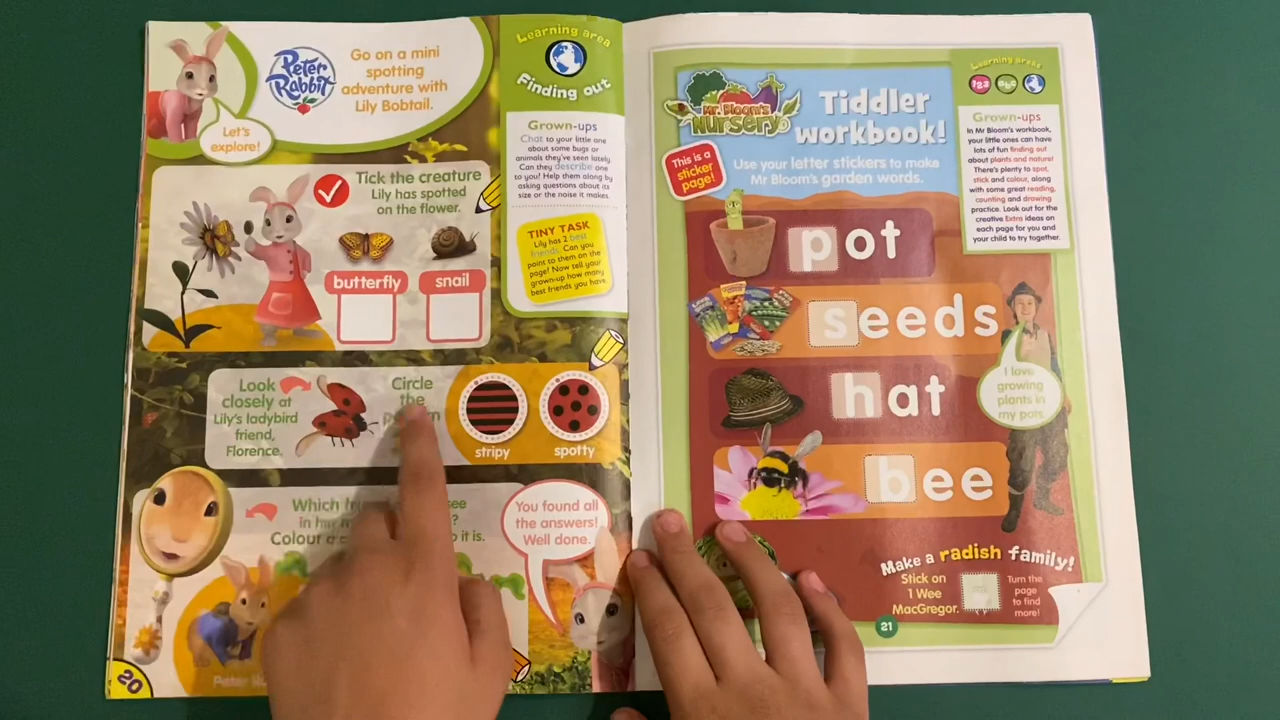 Peter
Rabbit
Go on a mini
spotting
adventure with
Lily Bobtail.
Let's
explore!
Tick the creature
Lily has spotted
on the flower.
butterfly
snail
Look
closely at
Lily's ladybird
friend,
Florence.
Circle
the
stripy
spotty
Which
see
in his
?
Colour
it is.
You found all
the answers!
Well done.
Peter
20
Learning area
Finding out
Grown-ups
Chat to your little one
about some bugs or
animals they've seen lately.
Can they describe one
to you? Help them along by
asking questions about its
size or the noise it makes.
TINY TASK
Lily has 2 best
friends. Can you
point to them on the
page? Now tell your
grown-up how many
best friends you have.
Mr. Bloom's
Nursery
Tiddler
workbook!
This is a
sticker
page!
Use your letter stickers to make
Mr Bloom's garden words.
pot
seeds
hat
bee
I love
growing
plants in
my pots.
Make a radish family!
Stick on
1 Wee
MacGregor.
Turn the
page
to find
more!
21
Learning areas
123
abc
Grown-ups
In Mr Bloom's workbook,
your little ones can have
lots of fun finding out
about plants and nature!
There's plenty to spot,
stick and colour, along
with some great reading,
counting and drawing
practice. Look out for the
creative Extra ideas on
each page for you and
your child to try together.